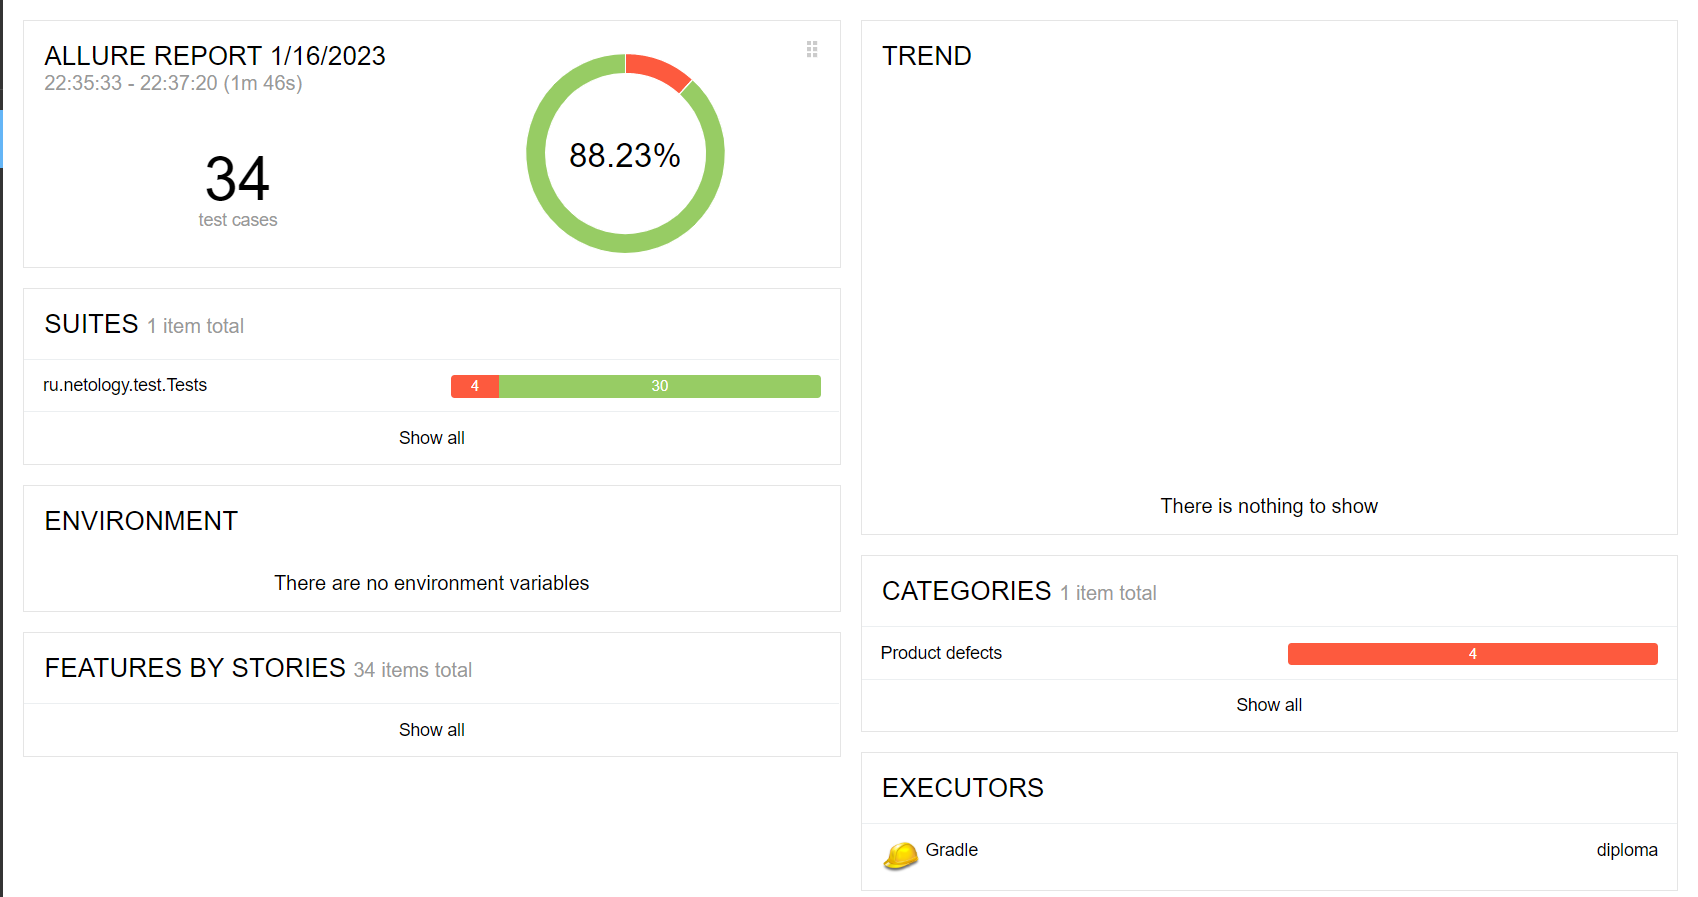 ALLURE REPORT 1/16/2023
22:35:33 - 22:37:20 (1m 46s)
34
test cases
88.23%
SUITES 1 item total
ru.netology.test.Tests 4 30
Show all
ENVIRONMENT
There are no environment variables
FEATURES BY STORIES 34 items total
Show all
TREND
There is nothing to show
CATEGORIES 1 item total
Product defects 4
Show all
EXECUTORS
Gradle diploma